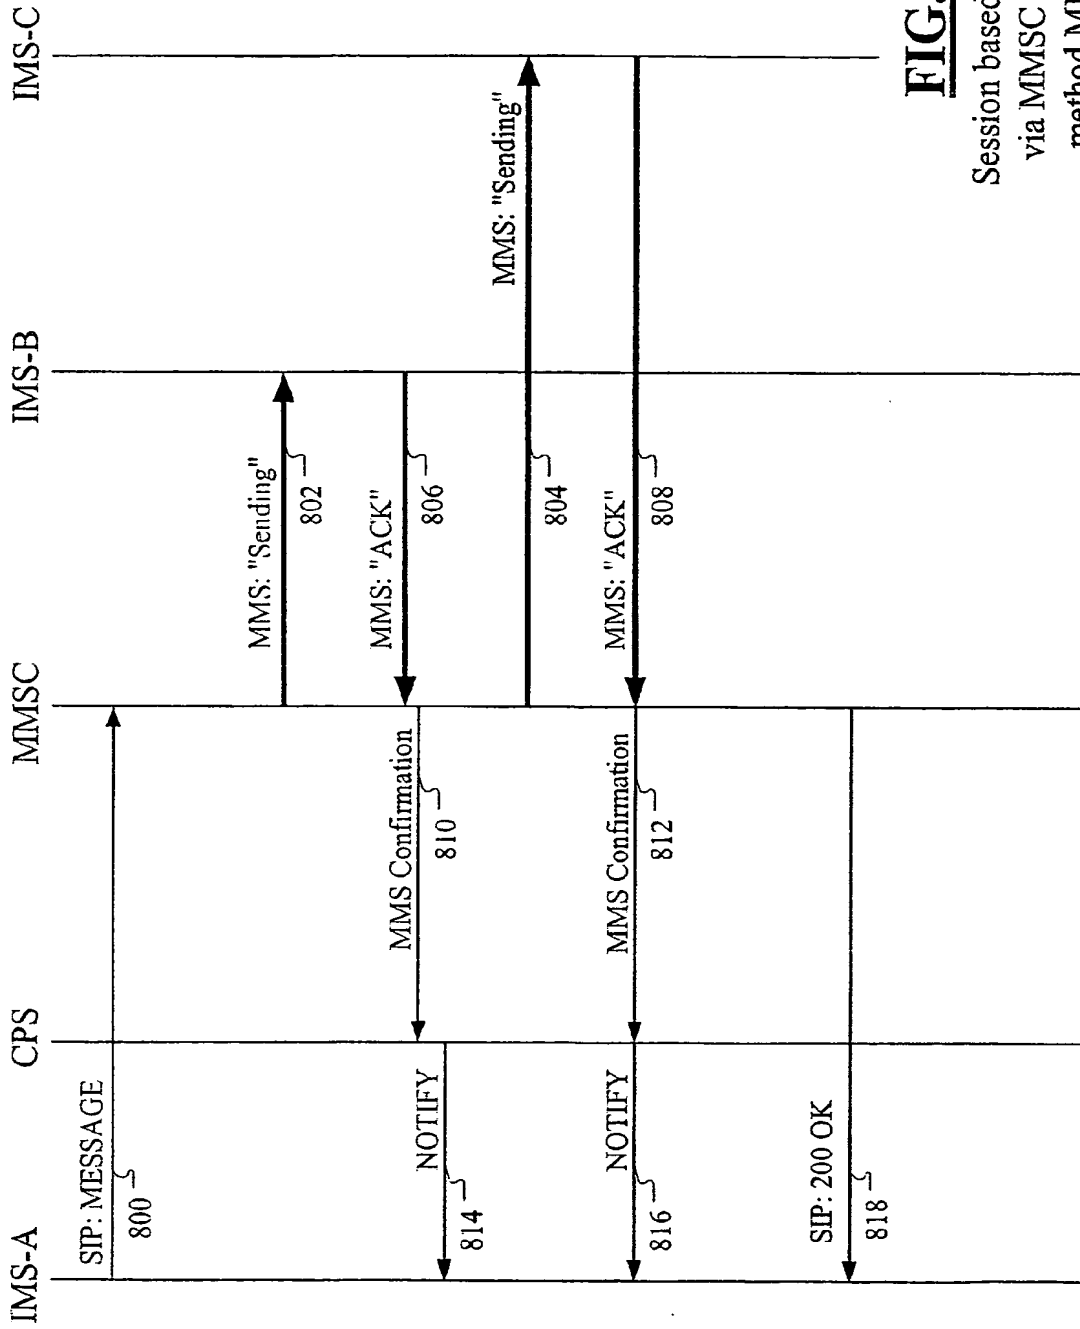 IMS-A
CPS
MMSC
IMS-B
IMS-C
SIP: MESSAGE
800
MMS: "Sending"
802
MMS: "ACK"
806
MMS Confirmation
810
NOTIFY
814
MMS: "Sending"
804
MMS: "ACK"
808
MMS Confirmation
812
NOTIFY
816
SIP: 200 OK
818
FIG.
Session based
via MMSC
method